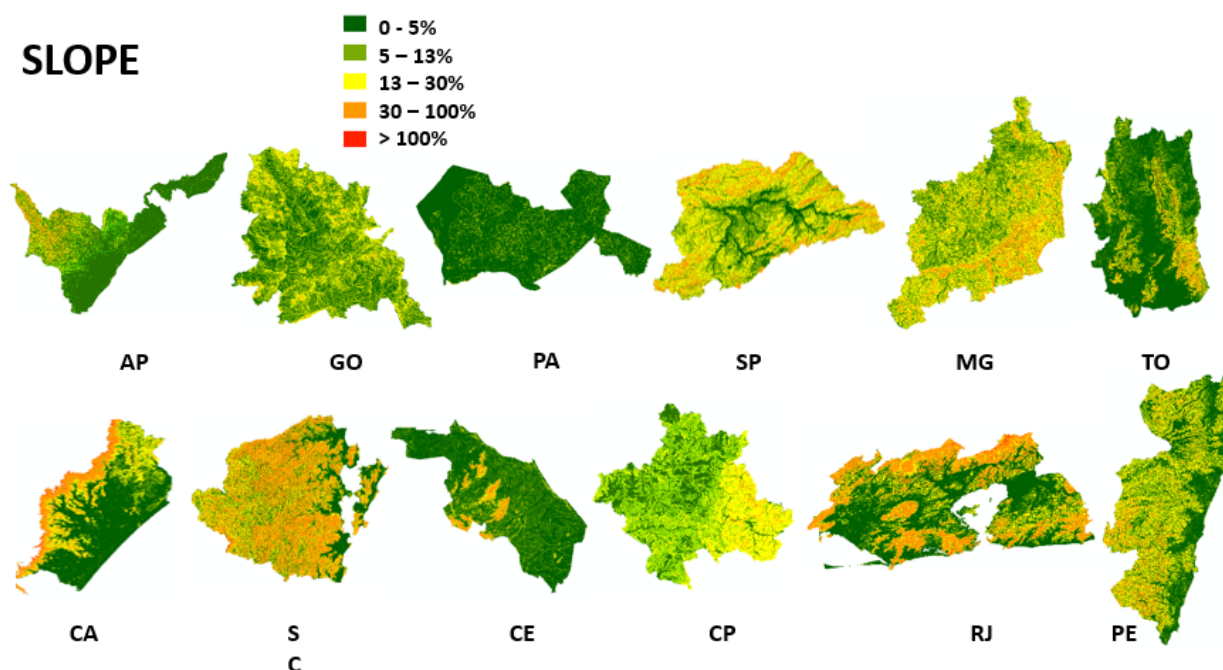 SLOPE
0 - 5%
5 – 13%
13 – 30%
30 – 100%
> 100%
AP
GO
PA
SP
MG
TO
CA
S
C
CE
CP
RJ
PE